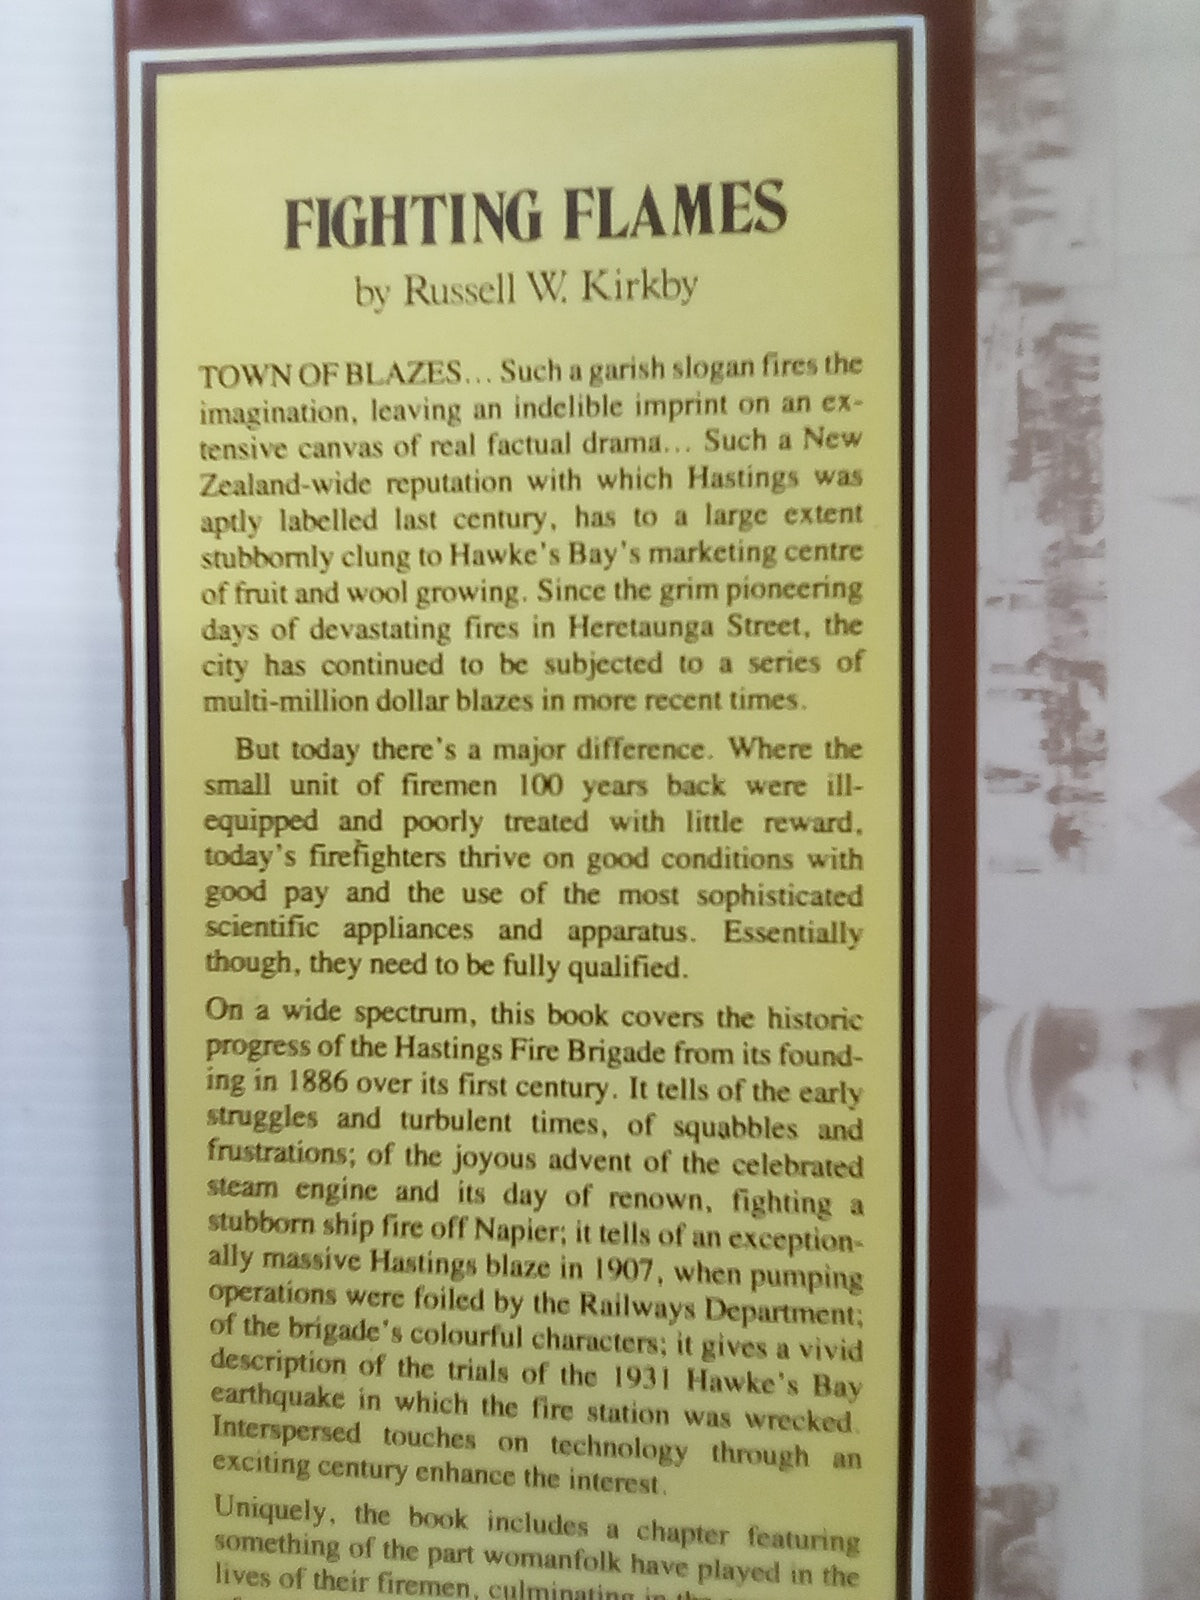 FIGHTING FLAMES
by Russell W. Kirkby
TOWN OF BLAZES... Such a garish slogan fires the
imagination, leaving an indelible imprint on an ex-
tensive canvas of real factual drama... Such a New
Zealand-wide reputation with which Hastings was
aptly labelled last century, has to a large extent
stubbornly clung to Hawke's Bay's marketing centre
of fruit and wool growing. Since the grim pioneering
days of devastating fires in Heretaunga Street, the
city has continued to be subjected to a series of
multi-million dollar blazes in more recent times.
But today there's a major difference. Where the
small unit of firemen 100 years back were ill-
equipped and poorly treated with little reward,
today's firefighters thrive on good conditions with
good pay and the use of the most sophisticated
scientific appliances and apparatus. Essentially
though, they need to be fully qualified.
On a wide spectrum, this book covers the historic
progress of the Hastings Fire Brigade from its found-
ing in 1886 over its first century. It tells of the early
struggles and turbulent times, of squabbles and
frustrations; of the joyous advent of the celebrated
steam engine and its day of renown, fighting a
stubborn ship fire off Napier; it tells of an exception-
ally massive Hastings blaze in 1907, when pumping
operations were foiled by the Railways Department;
of the brigade's colourful characters; it gives a vivid
description of the trials of the 1931 Hawke's Bay
earthquake in which the fire station was wrecked.
Interspersed touches on technology through an
exciting century enhance the interest.
Uniquely, the book includes a chapter featuring
something of the part womanfolk have played in the
lives of their firemen, culminating in the